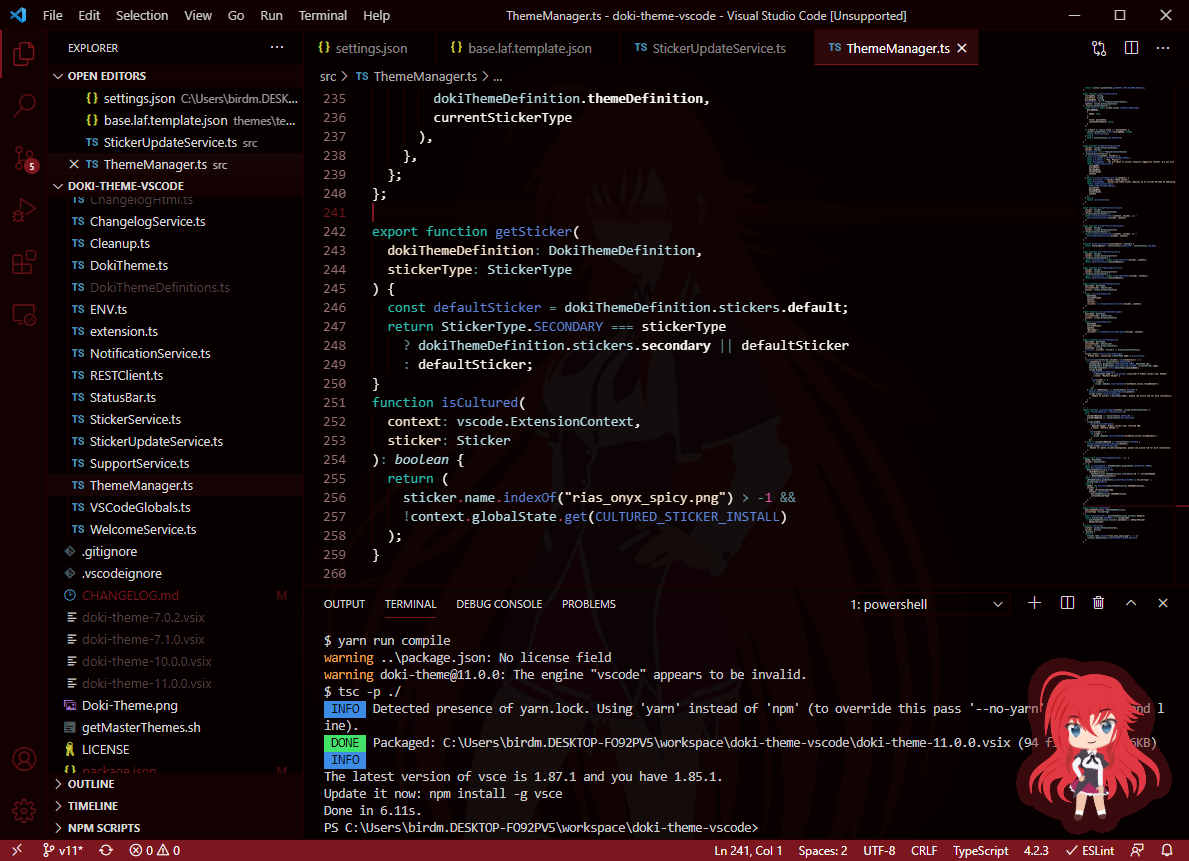 File Edit Selection View Go Run Terminal Help ThemeManager.ts - doki-theme-vscode - Visual Studio Code [Unsupported]
EXPLORER
OPEN EDITORS
{} settings.json C:\Users\birdm.DESK...
{} base.laf.template.json themes\te...
TS StickerUpdateService.ts src
TS ThemeManager.ts src
5
DOKI-THEME-VSCODE
TS ChangelogHtml.ts
TS ChangelogService.ts
TS Cleanup.ts
TS DokiTheme.ts
TS DokiThemeDefinitions.ts
TS ENV.ts
TS extension.ts
TS NotificationService.ts
TS RESTClient.ts
TS StatusBar.ts
TS StickerService.ts
TS StickerUpdateService.ts
TS SupportService.ts
TS ThemeManager.ts
TS VSCodeGlobals.ts
TS WelcomeService.ts
.gitignore
.vscodeignore
CHANGELOG.md M
doki-theme-7.0.2.vsix
doki-theme-7.1.0.vsix
doki-theme-10.0.0.vsix
doki-theme-11.0.0.vsix
Doki-Theme.png
getMasterThemes.sh
LICENSE
{} package.json M
OUTLINE
TIMELINE
NPM SCRIPTS
{} settings.json {} base.laf.template.json TS StickerUpdateService.ts TS ThemeManager.ts
src > TS ThemeManager.ts > ...
235 dokiThemeDefinition.themeDefinition,
236 currentStickerType
237 ),
238 },
239 };
240 };
241
242 export function getSticker(
243 dokiThemeDefinition: DokiThemeDefinition,
244 stickerType: StickerType
245 ) {
246 const defaultSticker = dokiThemeDefinition.stickers.default;
247 return StickerType.SECONDARY === stickerType
248 ? dokiThemeDefinition.stickers.secondary || defaultSticker
249 : defaultSticker;
250 }
251 function isCultured(
252 context: vscode.ExtensionContext,
253 sticker: Sticker
254 ): boolean {
255 return (
256 sticker.name.indexOf("rias_onyx_spicy.png") > -1 &&
257 !context.globalState.get(CULTURED_STICKER_INSTALL)
258 );
259 }
260
OUTPUT TERMINAL DEBUG CONSOLE PROBLEMS 1: powershell
$ yarn run compile
warning ..\package.json: No license field
warning doki-theme@11.0.0: The engine "vscode" appears to be invalid.
$ tsc -p ./
INFO Detected presence of yarn.lock. Using 'yarn' instead of 'npm' (to override this pass '--no-yarn' l
ine).
DONE Packaged: C:\Users\birdm.DESKTOP-FO92PV5\workspace\doki-theme-vscode\doki-theme-11.0.0.vsix (94
INFO
The latest version of vsce is 1.87.1 and you have 1.85.1.
Update it now: npm install -g vsce
Done in 6.11s.
PS C:\Users\birdm.DESKTOP-FO92PV5\workspace\doki-theme-vscode>
v11* 0 0 Ln 241, Col 1 Spaces: 2 UTF-8 CRLF TypeScript 4.2.3 ESLint